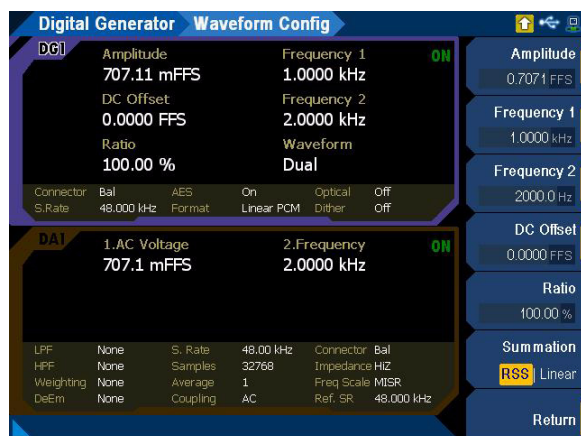 Digital Generator Waveform Config
DG1
Amplitude Frequency 1 ON
707.11 mFFS 1.0000 kHz
DC Offset Frequency 2
0.0000 FFS 2.0000 kHz
Ratio Waveform
100.00 % Dual
Connector Bal AES On Optical Off
S.Rate 48.000 kHz Format Linear PCM Dither Off
DA1
1.AC Voltage 2.Frequency ON
707.1 mFFS 2.0000 kHz
LPF None S. Rate 48.00 kHz Connector Bal
HPF None Samples 32768 Impedance HiZ
Weighting None Average 1 Freq Scale MISR
DeEm None Coupling AC Ref. SR 48.000 kHz
Amplitude
0.7071 FFS
Frequency 1
1.0000 kHz
Frequency 2
2000.0 Hz
DC Offset
0.0000 FFS
Ratio
100.00 %
Summation
RSS | Linear
Return